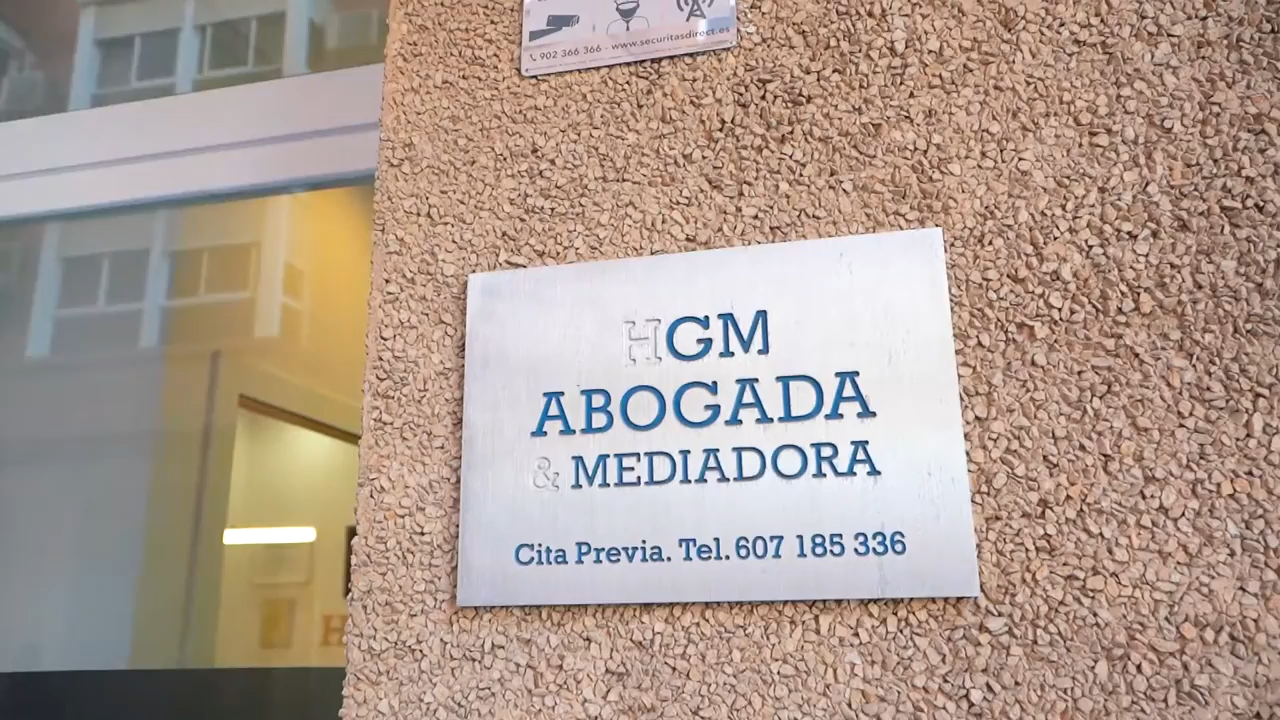 902 366 366 - www.securitasdirect.es
HGM
ABOGADA
& MEDIADORA
Cita Previa. Tel. 607 185 336
H